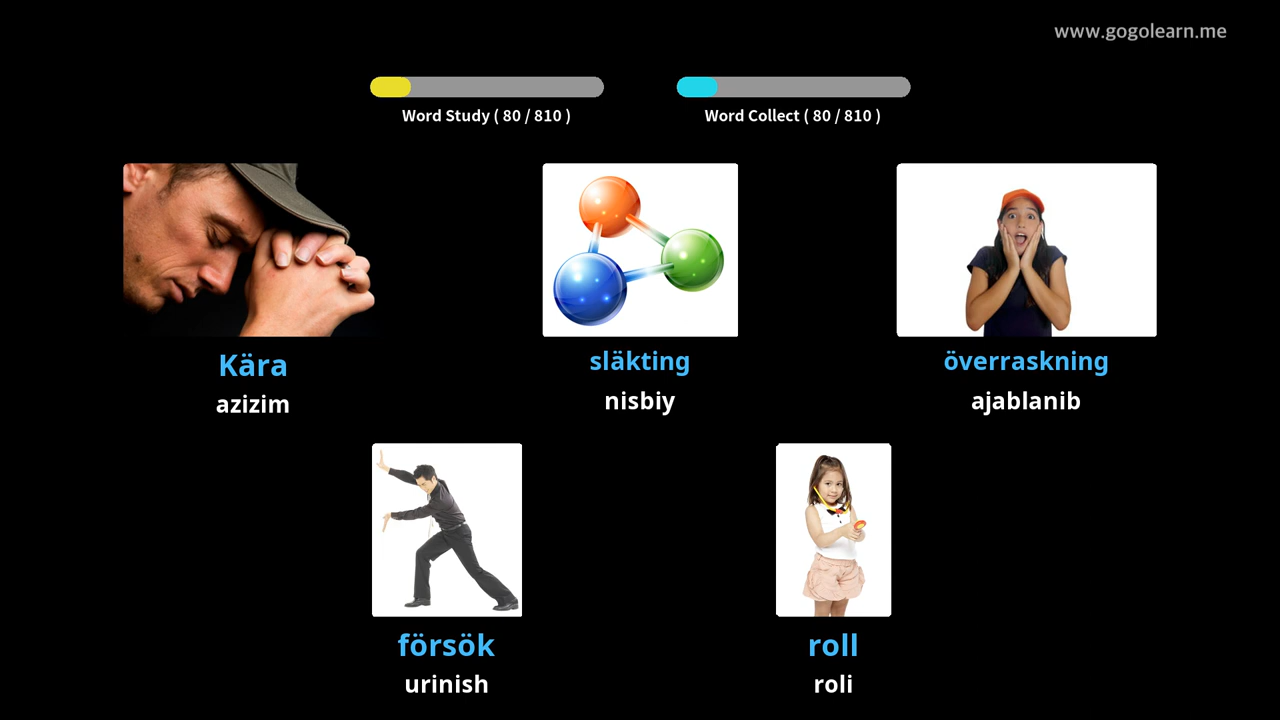 www.gogolearn.me
Word Study ( 80 / 810 )
Word Collect ( 80 / 810 )
Kära
azizim
släkting
nisbiy
överraskning
ajablanib
försök
urinish
roll
roli